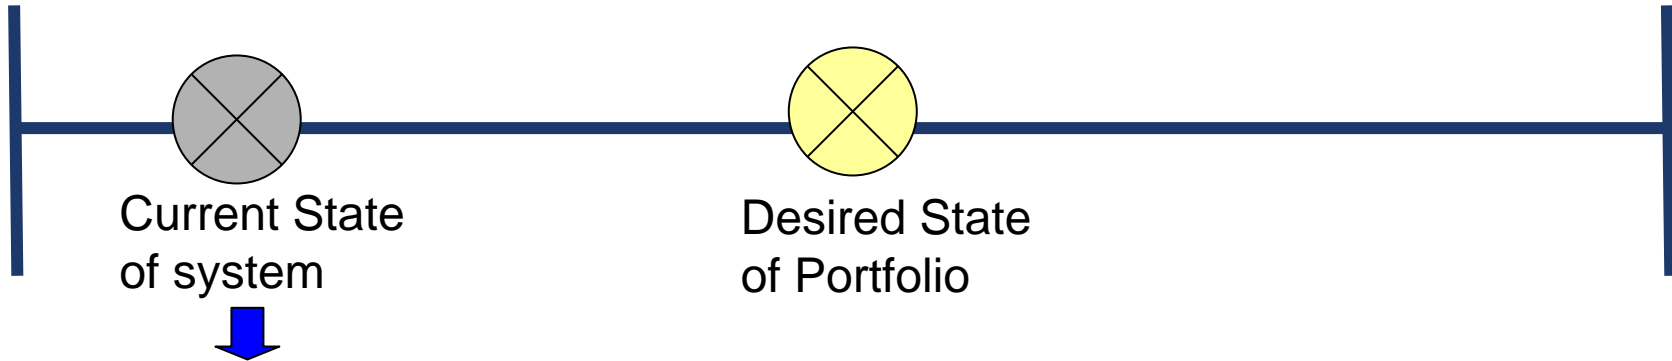 Current State
of system
Desired State
of Portfolio